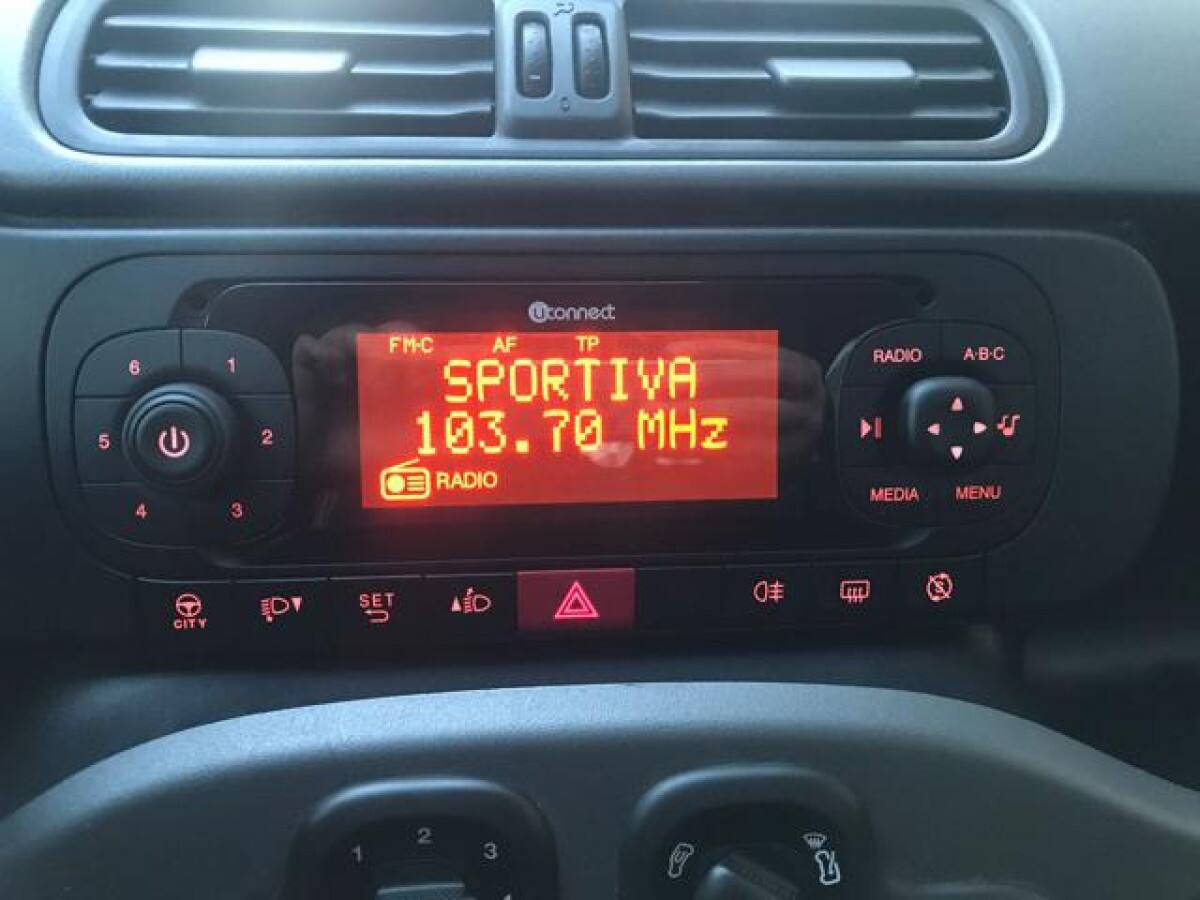 uconnect
FM-C AF TP
SPORTIVA
103.70 MHz
RADIO
6 1
5 2
4 3
RADIO A·B·C
MEDIA MENU
CITY
SET
1 2 3
0